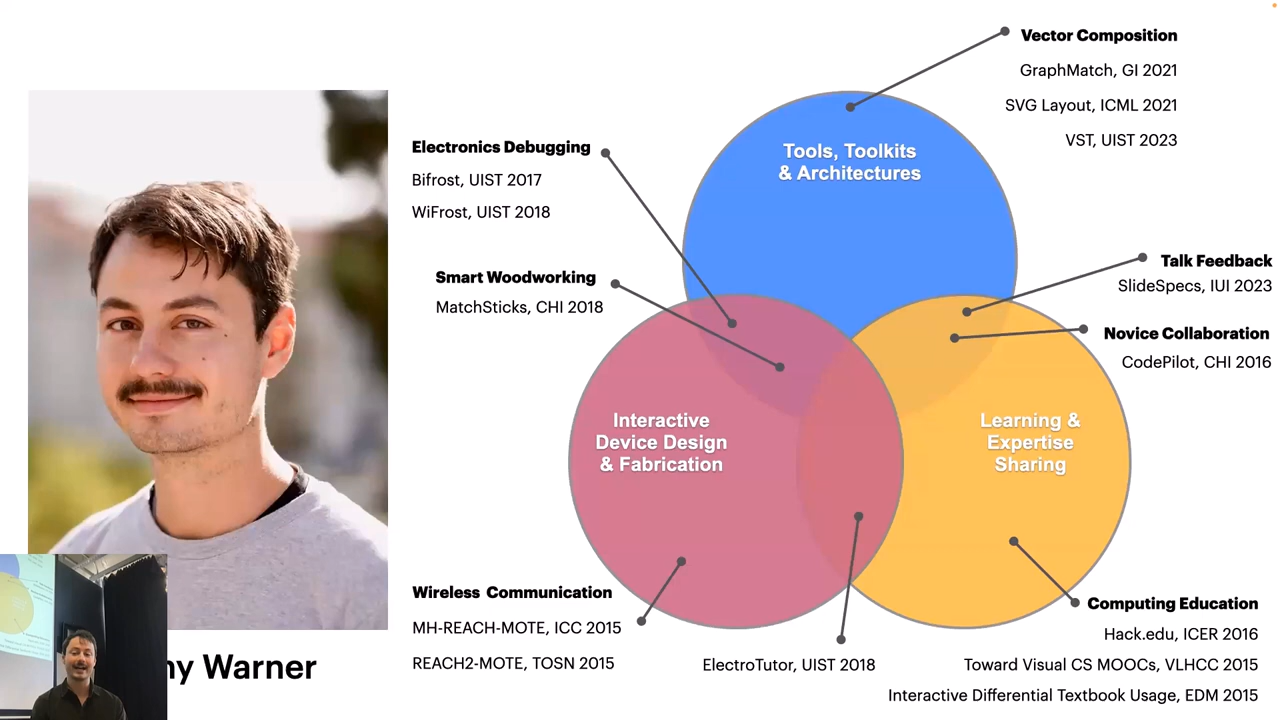 Vector Composition
GraphMatch, GI 2021
SVG Layout, ICML 2021
VST, UIST 2023
Tools, Toolkits
& Architectures
Electronics Debugging
Bifrost, UIST 2017
WiFrost, UIST 2018
Smart Woodworking
MatchSticks, CHI 2018
Talk Feedback
SlideSpecs, IUI 2023
Novice Collaboration
CodePilot, CHI 2016
Interactive
Device Design
& Fabrication
Learning &
Expertise
Sharing
Wireless Communication
MH-REACH-MOTE, ICC 2015
REACH2-MOTE, TOSN 2015
ElectroTutor, UIST 2018
Computing Education
Hack.edu, ICER 2016
Toward Visual CS MOOCs, VLHCC 2015
Interactive Differential Textbook Usage, EDM 2015
Warner